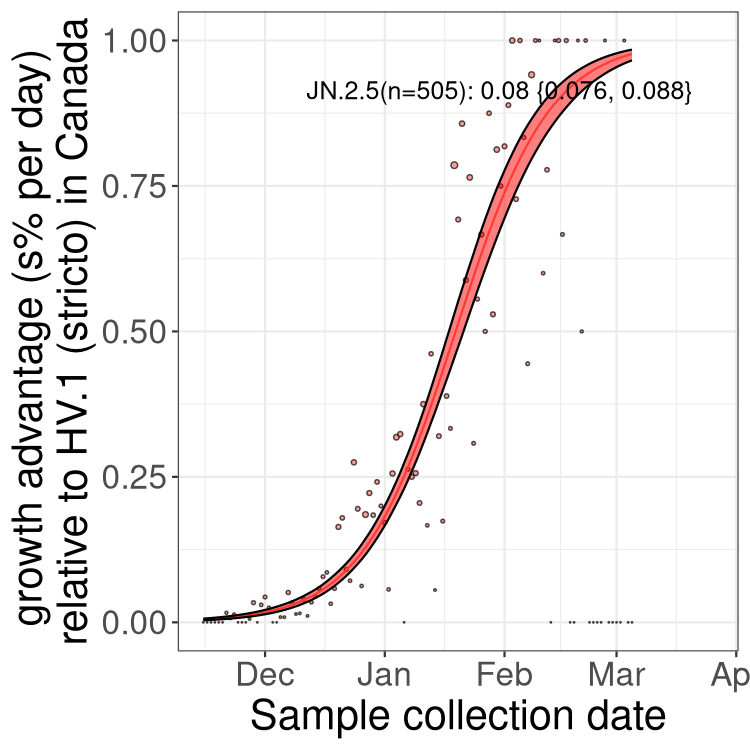 growth advantage (s% per day)
relative to HV.1 (stricto) in Canada
1.00
0.75
0.50
0.25
0.00
JN.2.5(n=505): 0.08 {0.076, 0.088}
Dec Jan Feb Mar Ap
Sample collection date